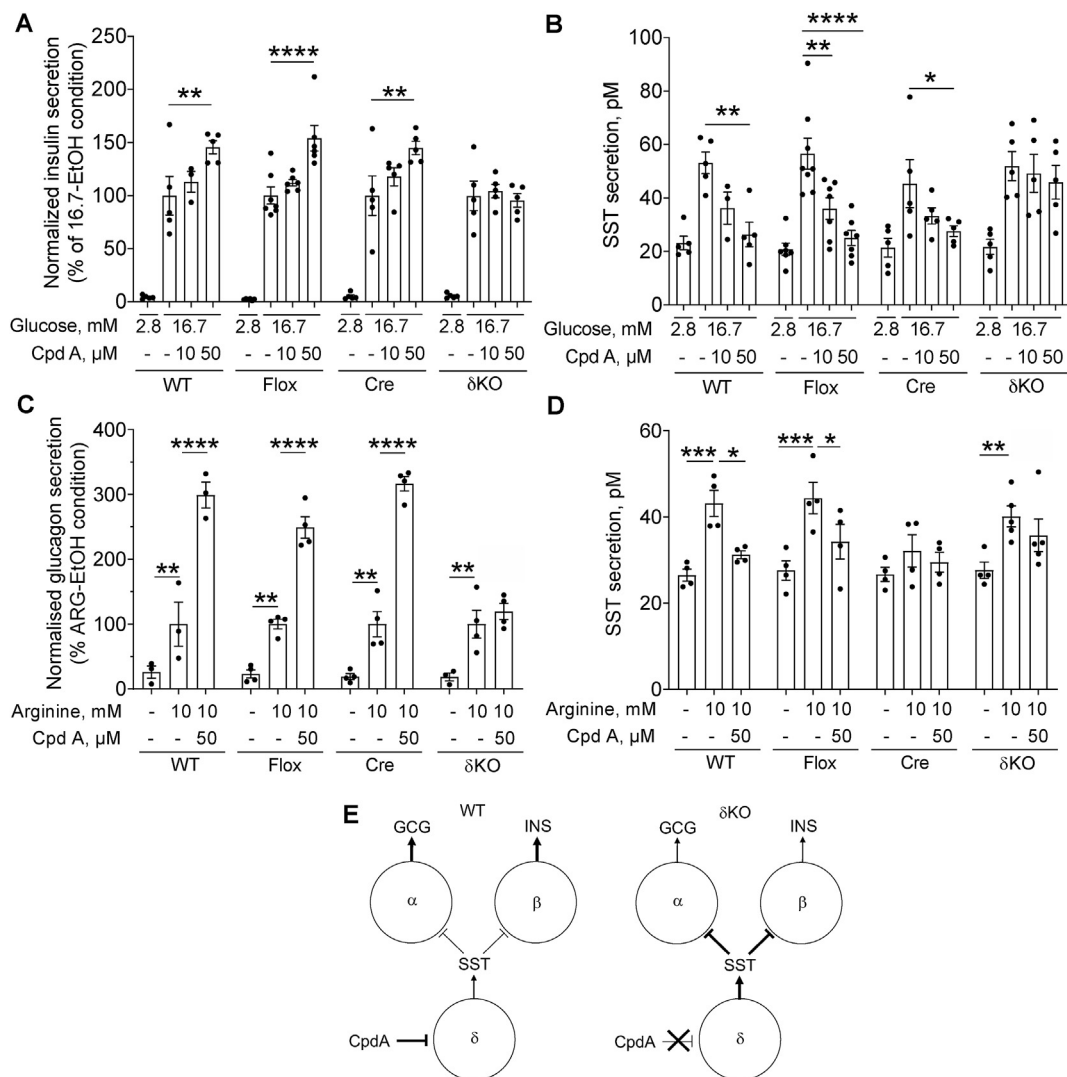 A
Normalized insulin secretion
(% of 16.7-EtOH condition)
250
200
150
100
50
0
** **** **
Glucose, mM 2.8 16.7 2.8 16.7 2.8 16.7 2.8 16.7
Cpd A, µM - - 10 50 - - 10 50 - - 10 50 - - 10 50
WT Flox Cre δKO
B
SST secretion, pM
100
80
60
40
20
0
** ** **** *
Glucose, mM 2.8 16.7 2.8 16.7 2.8 16.7 2.8 16.7
Cpd A, µM - - 10 50 - - 10 50 - - 10 50 - - 10 50
WT Flox Cre δKO
C
Normalised glucagon secretion
(% ARG-EtOH condition)
400
300
200
100
0
** **** ** **** ** **** **
Arginine, mM - 10 10 - 10 10 - 10 10 - 10 10
Cpd A, µM - - 50 - - 50 - - 50 - - 50
WT Flox Cre δKO
D
SST secretion, pM
60
40
20
0
*** * *** * **
Arginine, mM - 10 10 - 10 10 - 10 10 - 10 10
Cpd A, µM - - 50 - - 50 - - 50 - - 50
WT Flox Cre δKO
E
WT
GCG INS
α β
SST
CpdA δ
δKO
GCG INS
α β
SST
CpdA δ